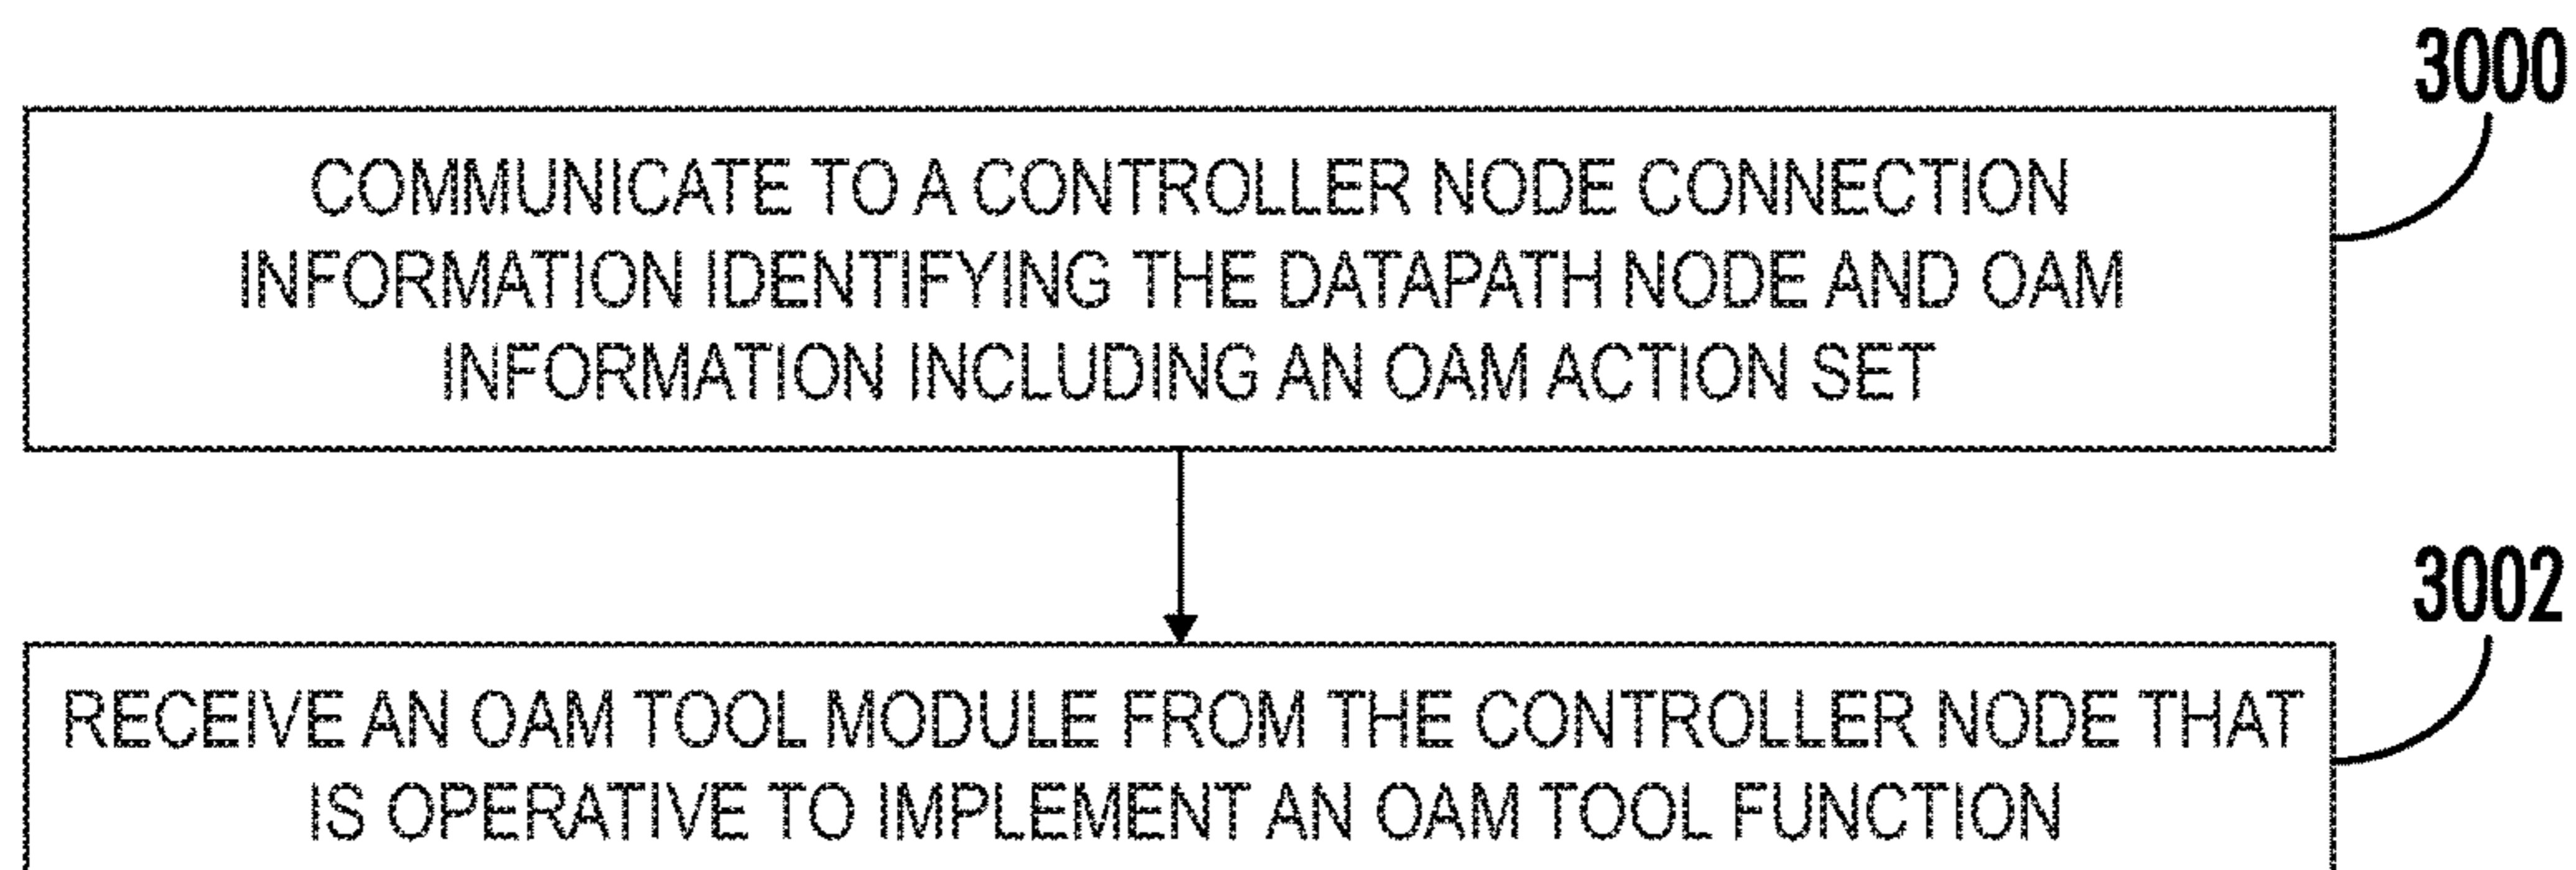 3000
COMMUNICATE TO A CONTROLLER NODE CONNECTION
INFORMATION IDENTIFYING THE DATAPATH NODE AND OAM
INFORMATION INCLUDING AN OAM ACTION SET
3002
RECEIVE AN OAM TOOL MODULE FROM THE CONTROLLER NODE THAT
IS OPERATIVE TO IMPLEMENT AN OAM TOOL FUNCTION